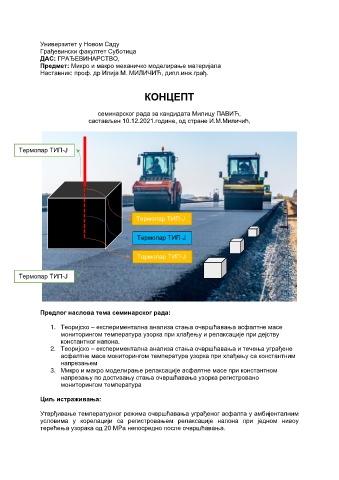 Универзитет у Новом Саду
Грађевински факултет Суботица
ДАС: ГРАЂЕВИНАРСТВО,
Предмет: Микро и макро механичко моделирање материјала
Наставник: проф. др Илија М. МИЛИЧИЋ, дипл.инж.грађ.
КОНЦЕПТ
семинарског рада за кандидата Милицу ПАВИЋ,
састављен 10.12.2021.године, од стране И.М.Миличић,
Термопар ТИП-Ј
Термопар ТИП-Ј
Термопар ТИП-Ј
Термопар ТИП-Ј
Термопар ТИП-Ј
Предлог наслова тема семинарског рада:
1. Теоријско – експериментална анализа стања очвршћавања асфалтне масе
мониторингом температура узорка при хлађењу и релаксације при дејству
константног напона.
2. Теоријско – експериментална анализа стања очвршћавања и течења уграђене
асфалтне масе мониторингом температура узорка при хлађењу са константним
напрезањем
3. Микро и макро моделирање релаксације асфалтне масе при константном
напрезању по достизању стања очвршћавања узорка регистровано
мониторингом температура
Циљ истраживања:
Утврђивање температурног режима очвршћавања уграђеног асфалта у амбијенталним
условима у корелацији са регистровањем релаксације напона при једном нивоу
терећења узорака од 20 MPa непосредно после очвршћавања.